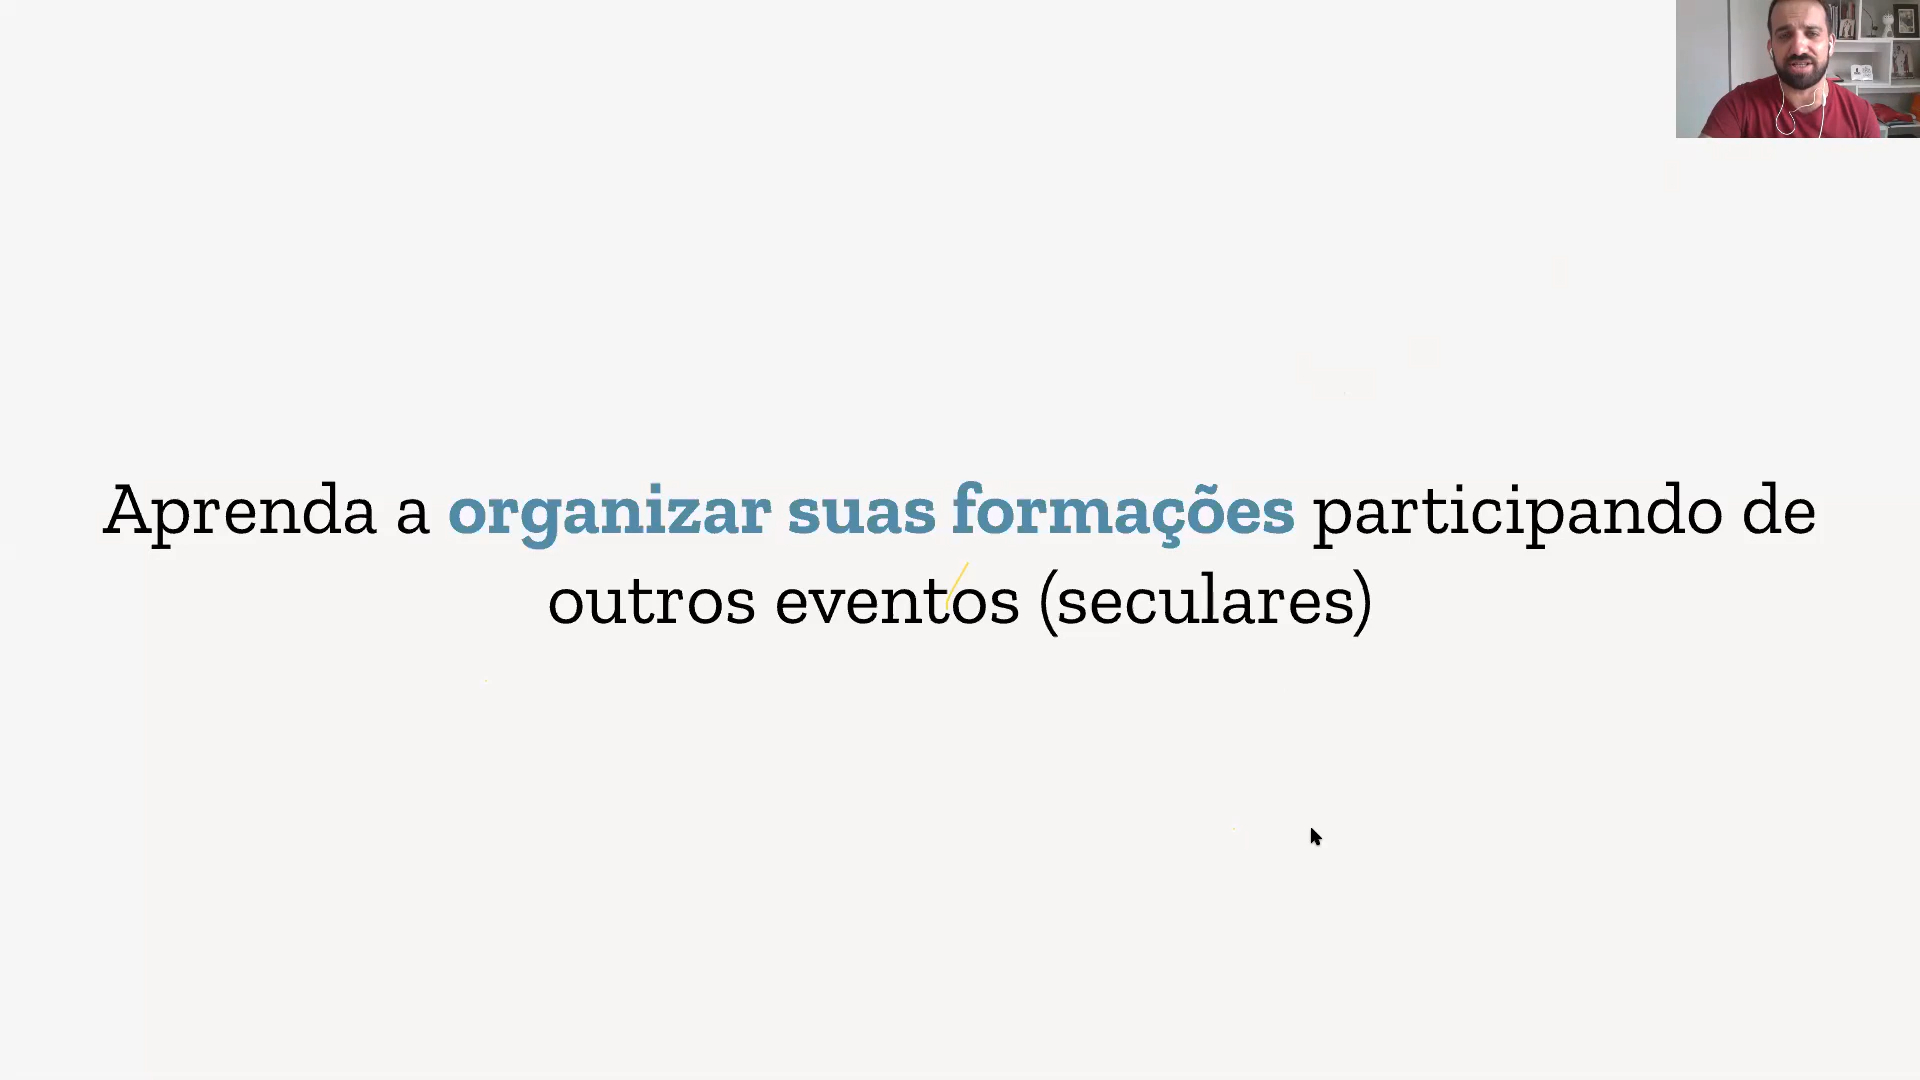 Aprenda a organizar suas formações participando de
outros eventos (seculares)